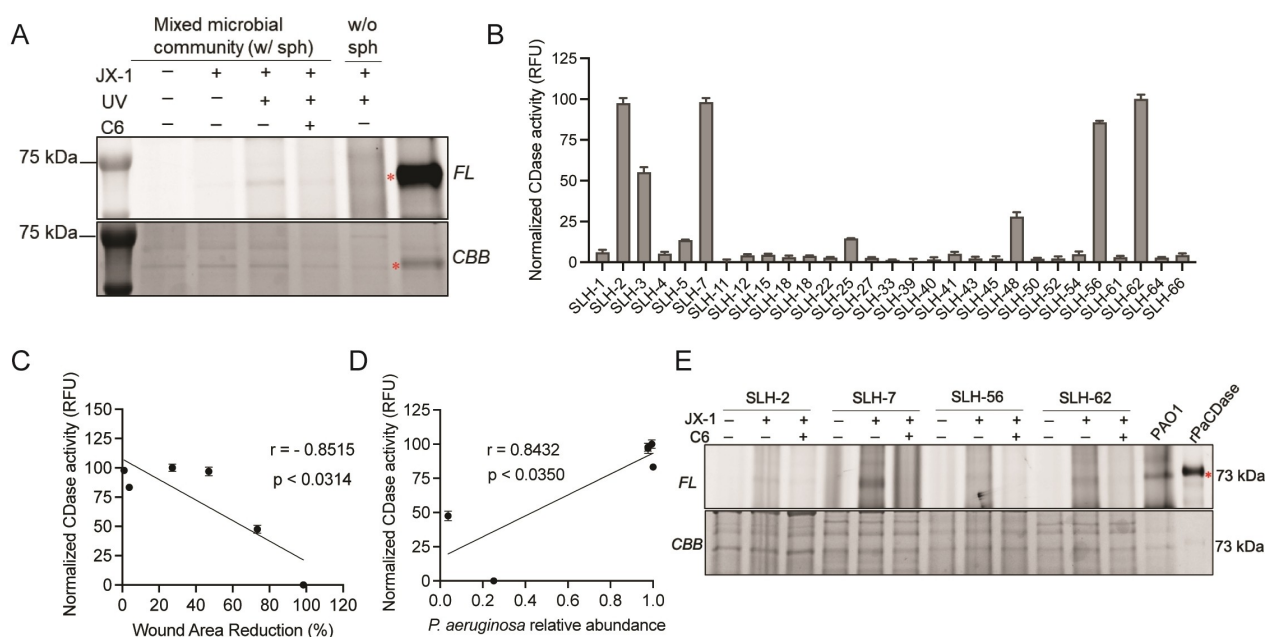 A
Mixed microbial
community (w/ sph)
w/o
sph
JX-1 – + + + +
UV – – + + +
C6 – – – + –
75 kDa
*
FL
75 kDa
*
CBB
B
Normalized CDase activity (RFU)
125
100
75
50
25
0
SLH-1
SLH-2
SLH-3
SLH-4
SLH-5
SLH-7
SLH-11
SLH-12
SLH-15
SLH-18
SLH-18
SLH-22
SLH-25
SLH-27
SLH-33
SLH-39
SLH-40
SLH-41
SLH-43
SLH-45
SLH-48
SLH-50
SLH-52
SLH-54
SLH-56
SLH-61
SLH-62
SLH-64
SLH-66
C
Normalized CDase activity (RFU)
150
125
100
75
50
25
0
r = - 0.8515
p < 0.0314
0 20 40 60 80 100 120
Wound Area Reduction (%)
D
Normalized CDase activity (RFU)
125
100
75
50
25
0
r = 0.8432
p < 0.0350
0.0 0.2 0.4 0.6 0.8 1.0
P. aeruginosa relative abundance
E
SLH-2 SLH-7 SLH-56 SLH-62
JX-1 – + + – + + – + + – + +
C6 – – + – – + – – + – – +
PAO1
rPaCDase
FL
* 73 kDa
CBB
73 kDa